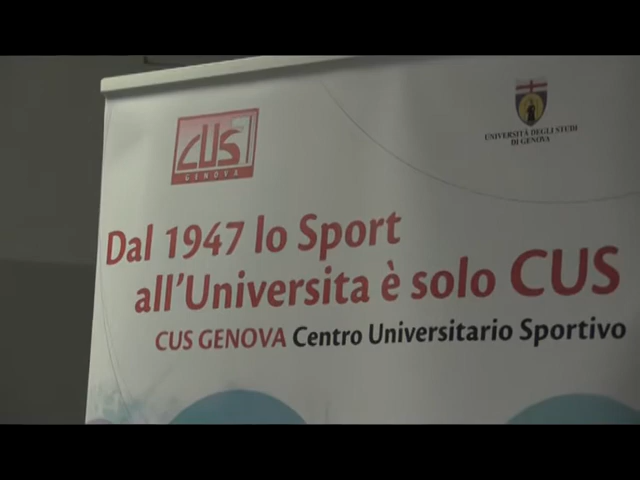 CUS
GENOVA
UNIVERSITÀ DEGLI STUDI
DI GENOVA
Dal 1947 lo Sport
all'Universita è solo CUS
CUS GENOVA Centro Universitario Sportivo